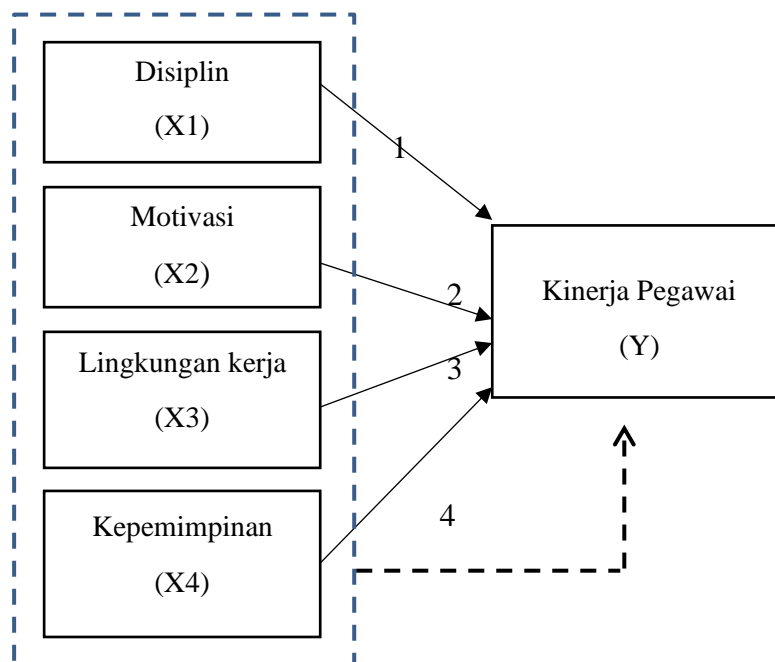 Disiplin
(X1)
1
Motivasi
(X2)
2
Kinerja Pegawai
(Y)
Lingkungan kerja
(X3)
3
Kepemimpinan
(X4)
4